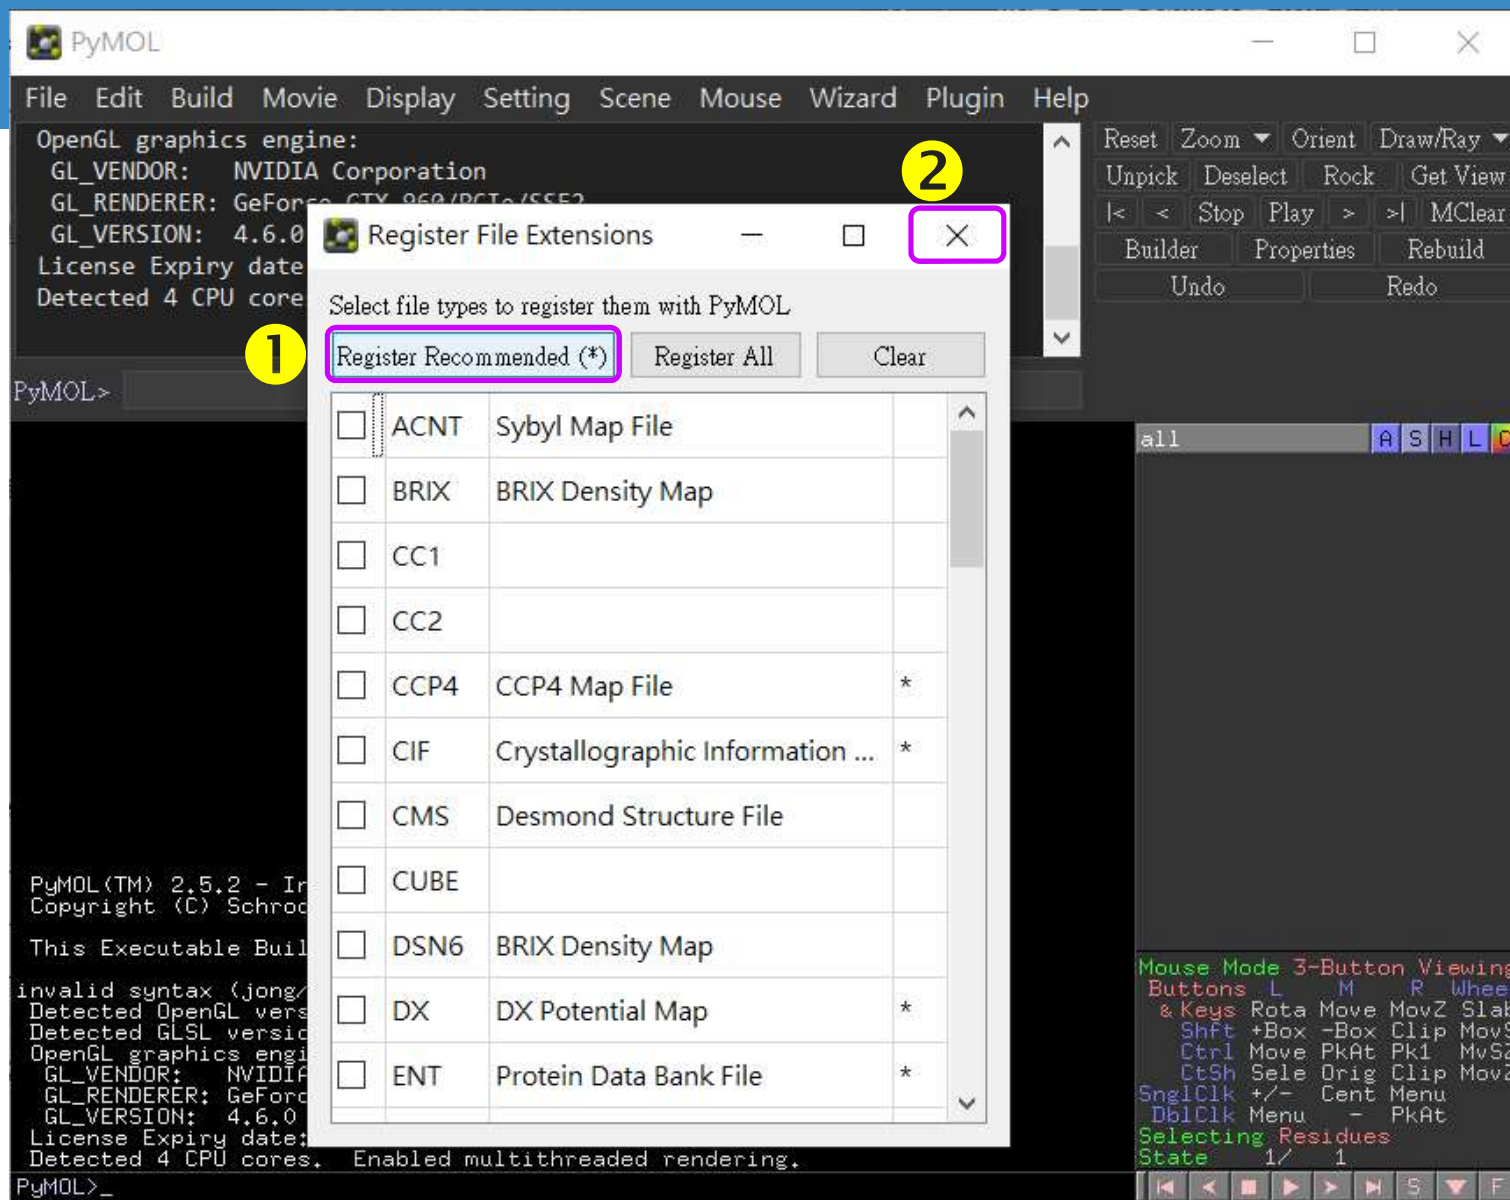 PyMOL
File Edit Build Movie Display Setting Scene Mouse Wizard Plugin Help
OpenGL graphics engine:
GL_VENDOR: NVIDIA Corporation
GL_RENDERER: GeForce GTX 960/PCIe/SSE2
GL_VERSION: 4.6.0
License Expiry date
Detected 4 CPU core
PyMOL>
Reset Zoom Orient Draw/Ray
Unpick Deselect Rock Get View
|< < Stop Play > >| MClear
Builder Properties Rebuild
Undo Redo
2
Register File Extensions
Select file types to register them with PyMOL
1
Register Recommended (*) Register All Clear
ACNT Sybyl Map File
BRIX BRIX Density Map
CC1
CC2
CCP4 CCP4 Map File *
CIF Crystallographic Information ... *
CMS Desmond Structure File
CUBE
DSN6 BRIX Density Map
DX DX Potential Map *
ENT Protein Data Bank File *
all A S H L C
PyMOL(TM) 2.5.2 - In
Copyright (C) Schrod
This Executable Buil
invalid syntax (jong/
Detected OpenGL vers
Detected GLSL versio
OpenGL graphics engi
GL_VENDOR: NVIDIA
GL_RENDERER: GeForc
GL_VERSION: 4.6.0
License Expiry date:
Detected 4 CPU cores. Enabled multithreaded rendering.
PyMOL>_
Mouse Mode 3-Button Viewing
Buttons L M R Whee
& Keys Rota Move MovZ Slab
Shft +Box -Box Clip MovS
Ctrl Move PkAt Pk1 MvSZ
CtSh Sele Orig Clip MovZ
SnglClk +/- Cent Menu
DblClk Menu - PkAt
Selecting Residues
State 1/ 1
S F